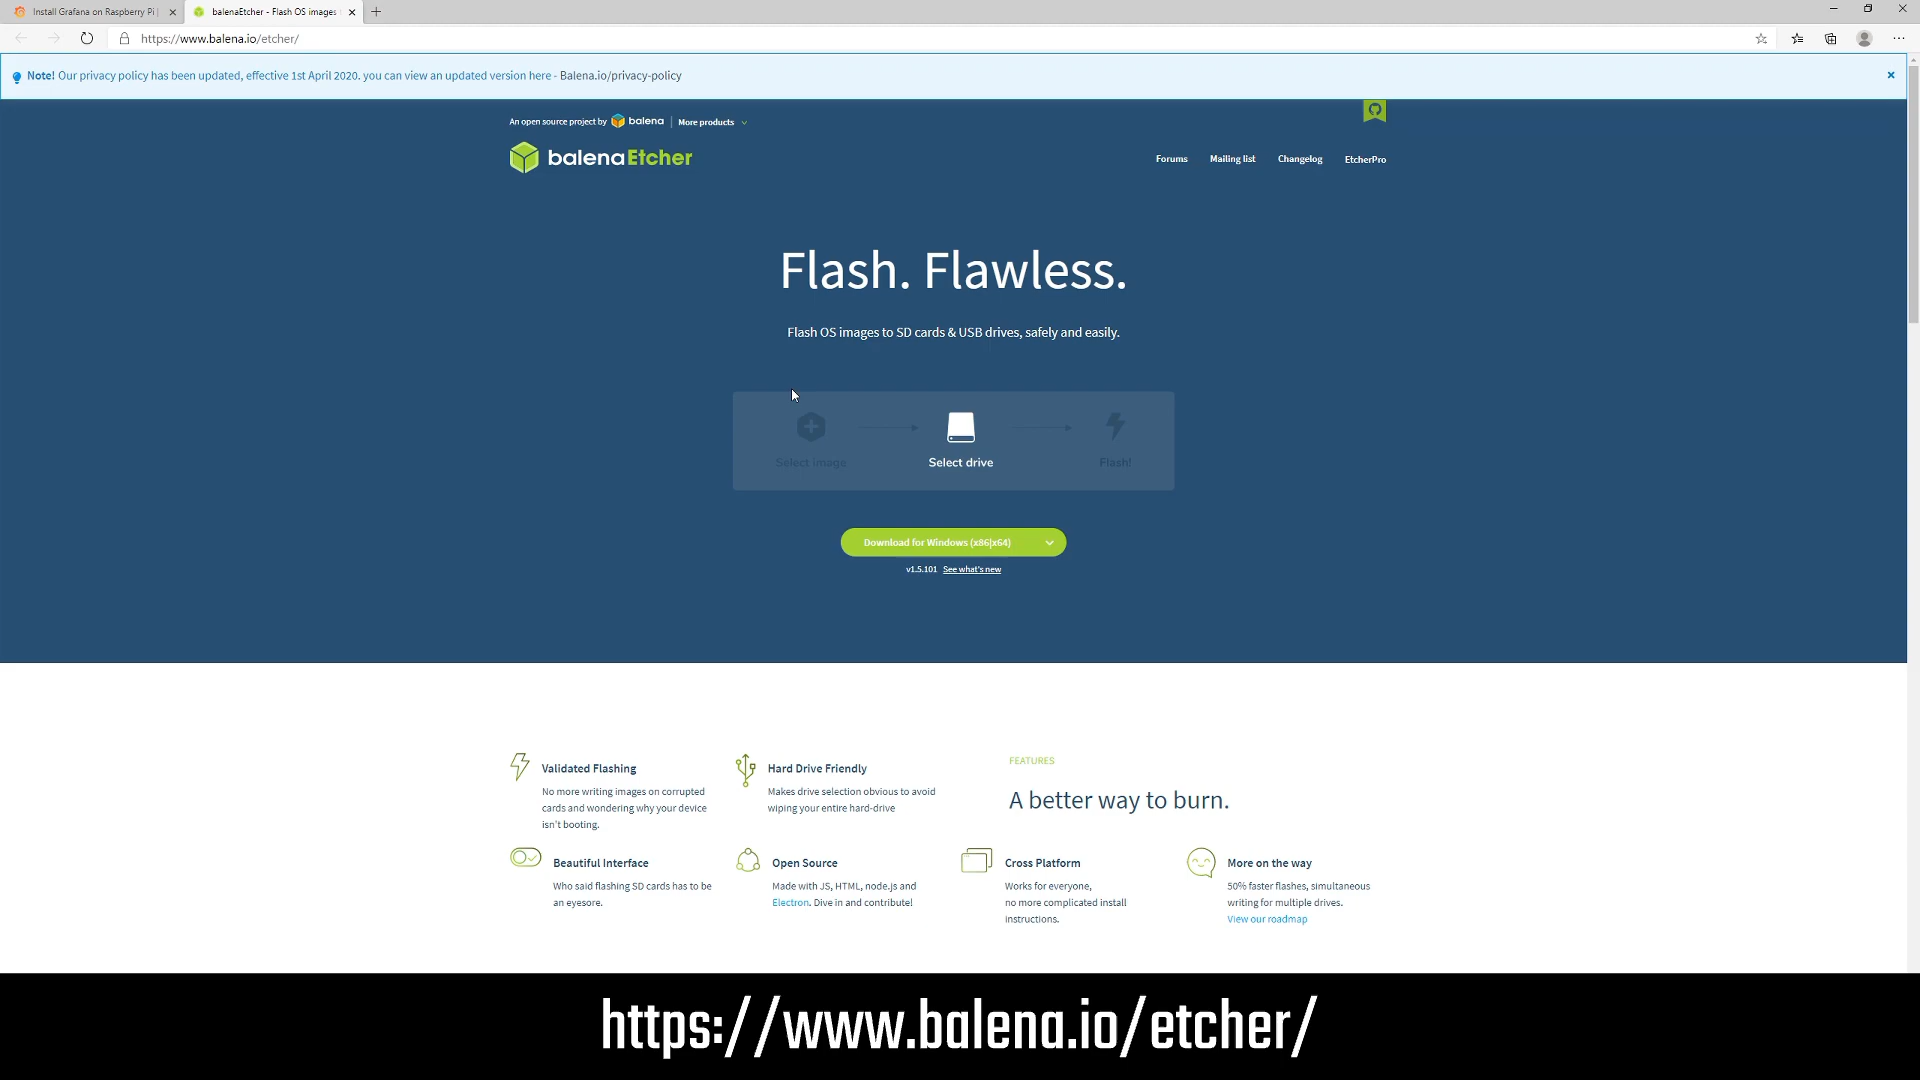 Install Grafana on Raspberry Pi |
balenaEtcher - Flash OS images
https://www.balena.io/etcher/
Note! Our privacy policy has been updated, effective 1st April 2020. you can view an updated version here - Balena.io/privacy-policy
An open source project by balena | More products
balenaEtcher
Forums Mailing list Changelog EtcherPro
Flash. Flawless.
Flash OS images to SD cards & USB drives, safely and easily.
Select image Select drive Flash!
Download for Windows (x86|x64)
v1.5.101 See what's new
Validated Flashing
No more writing images on corrupted
cards and wondering why your device
isn't booting.
Hard Drive Friendly
Makes drive selection obvious to avoid
wiping your entire hard-drive
FEATURES
A better way to burn.
Beautiful Interface
Who said flashing SD cards has to be
an eyesore.
Open Source
Made with JS, HTML, node.js and
Electron. Dive in and contribute!
Cross Platform
Works for everyone,
no more complicated install
instructions.
More on the way
50% faster flashes, simultaneous
writing for multiple drives.
View our roadmap
https://www.balena.io/etcher/